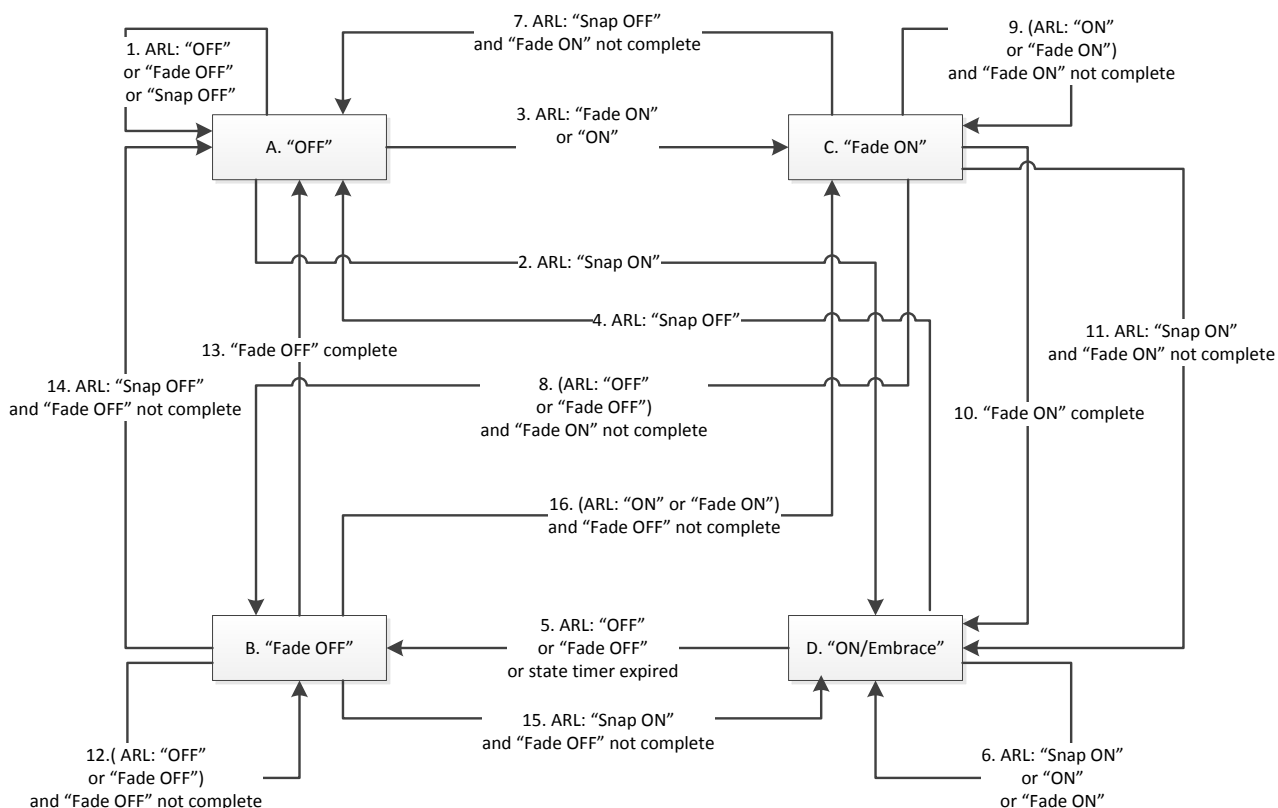 7. ARL: “Snap OFF”
and “Fade ON” not complete
9. (ARL: “ON”
or “Fade ON”)
and “Fade ON” not complete
1. ARL: “OFF”
or “Fade OFF”
or “Snap OFF”
3. ARL: “Fade ON”
or “ON”
A. “OFF”
C. “Fade ON”
2. ARL: “Snap ON”
4. ARL: “Snap OFF”
11. ARL: “Snap ON”
and “Fade ON” not complete
13. “Fade OFF” complete
14. ARL: “Snap OFF”
and “Fade OFF” not complete
8. (ARL: “OFF”
or “Fade OFF”)
and “Fade ON” not complete
10. “Fade ON” complete
16. (ARL: “ON” or “Fade ON”)
and “Fade OFF” not complete
B. “Fade OFF”
5. ARL: “OFF”
or “Fade OFF”
or state timer expired
D. “ON/Embrace”
15. ARL: “Snap ON”
and “Fade OFF” not complete
12.( ARL: “OFF”
or “Fade OFF”)
and “Fade OFF” not complete
6. ARL: “Snap ON”
or “ON”
or “Fade ON”